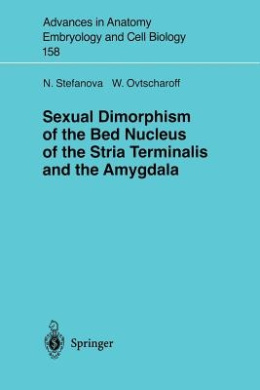 Advances in Anatomy
Embryology and Cell Biology
158
N. Stefanova W. Ovtscharoff
Sexual Dimorphism
of the Bed Nucleus
of the Stria Terminalis
and the Amygdala
Springer